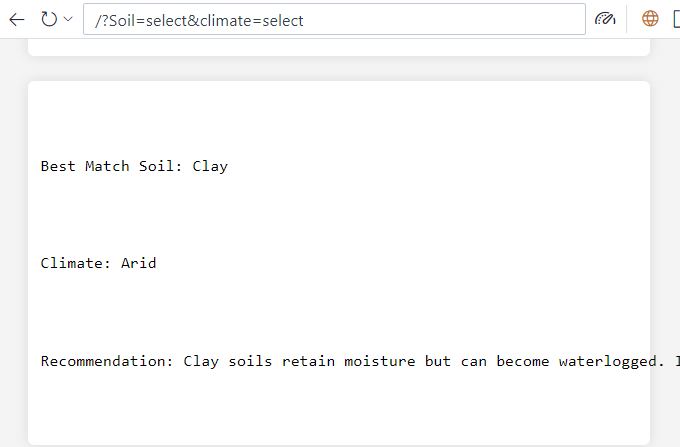 /?Soil=select&climate=select
Best Match Soil: Clay
Climate: Arid
Recommendation: Clay soils retain moisture but can become waterlogged.